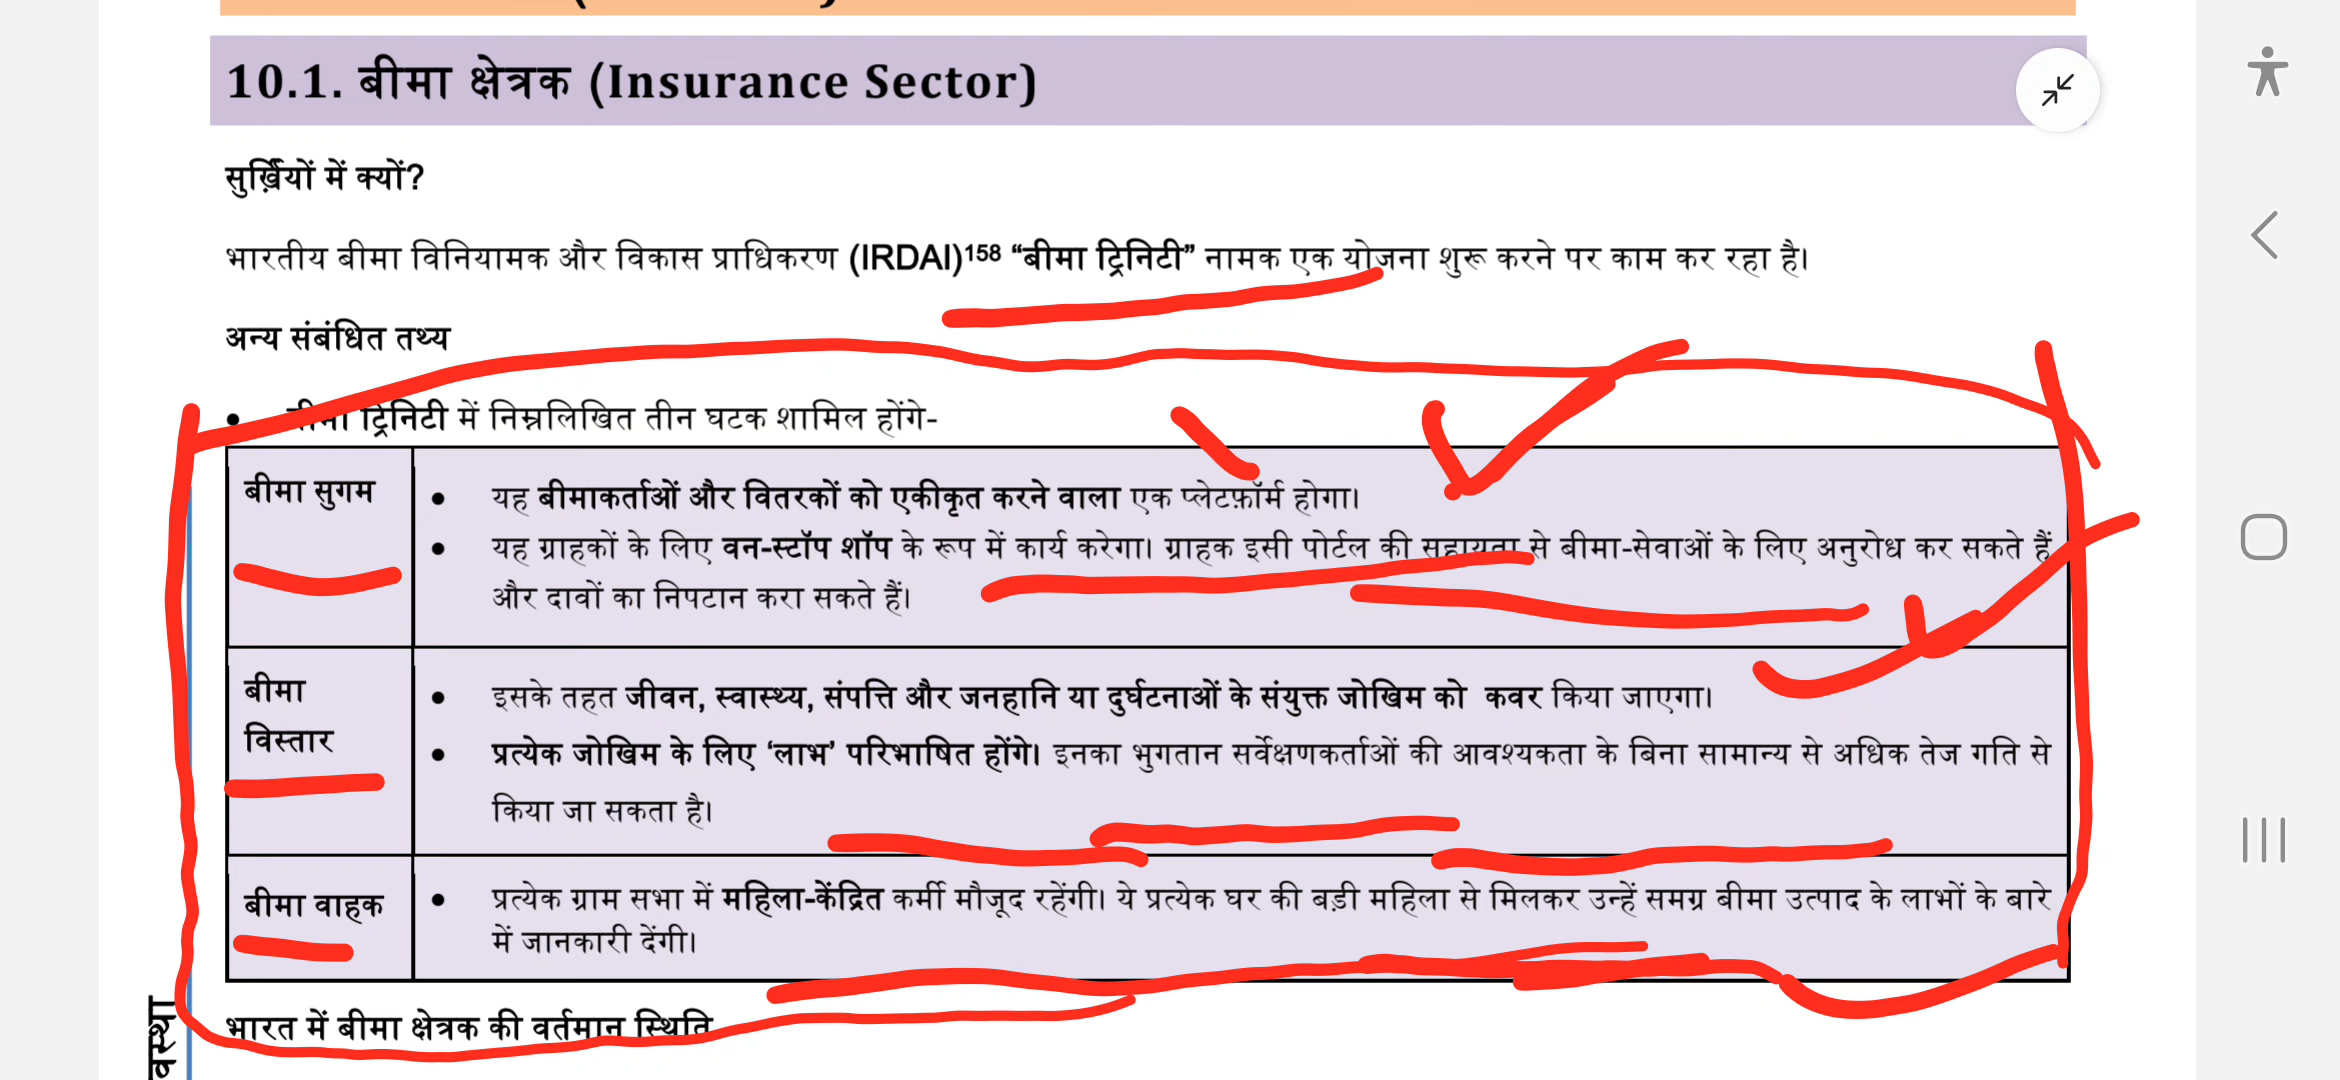 10.1. बीमा क्षेत्रक (Insurance Sector)
सुर्ख़ियों में क्यों?
भारतीय बीमा विनियामक और विकास प्राधिकरण (IRDAI)158 “बीमा ट्रिनिटी” नामक एक योजना शुरू करने पर काम कर रहा है।
अन्य संबंधित तथ्य
• बीमा ट्रिनिटी में निम्नलिखित तीन घटक शामिल होंगे-
बीमा सुगम
• यह बीमाकर्ताओं और वितरकों को एकीकृत करने वाला एक प्लेटफ़ॉर्म होगा।
• यह ग्राहकों के लिए वन-स्टॉप शॉप के रूप में कार्य करेगा। ग्राहक इसी पोर्टल की सहायता से बीमा-सेवाओं के लिए अनुरोध कर सकते हैं
और दावों का निपटान करा सकते हैं।
बीमा
विस्तार
• इसके तहत जीवन, स्वास्थ्य, संपत्ति और जनहानि या दुर्घटनाओं के संयुक्त जोखिम को कवर किया जाएगा।
• प्रत्येक जोखिम के लिए ‘लाभ’ परिभाषित होंगे। इनका भुगतान सर्वेक्षणकर्ताओं की आवश्यकता के बिना सामान्य से अधिक तेज गति से
किया जा सकता है।
बीमा वाहक
• प्रत्येक ग्राम सभा में महिला-केंद्रित कर्मी मौजूद रहेंगी। ये प्रत्येक घर की बड़ी महिला से मिलकर उन्हें समग्र बीमा उत्पाद के लाभों के बारे
में जानकारी देंगी।
भारत में बीमा क्षेत्रक की वर्तमान स्थिति